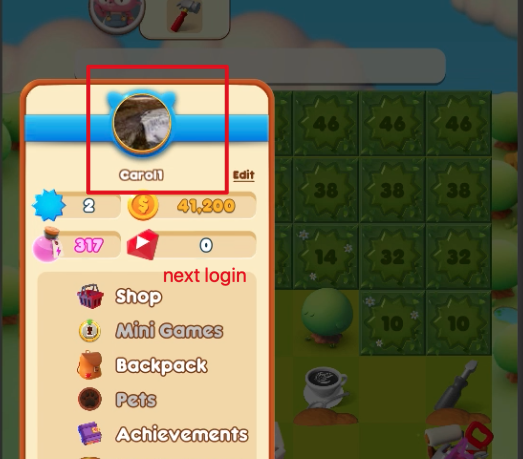 46 46 46
Carol1 Edit
38 38 38
2 41,200
317 0
14 32 32
next login
Shop
10 10
Mini Games
Backpack
Pets
Achievements